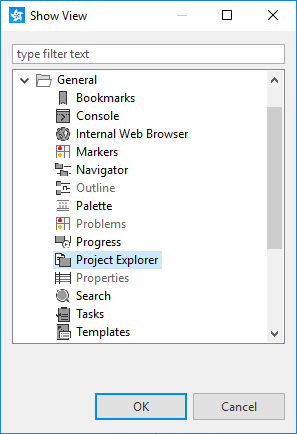 Show View
type filter text
General
Bookmarks
Console
Internal Web Browser
Markers
Navigator
Outline
Palette
Problems
Progress
Project Explorer
Properties
Search
Tasks
Templates
OK
Cancel